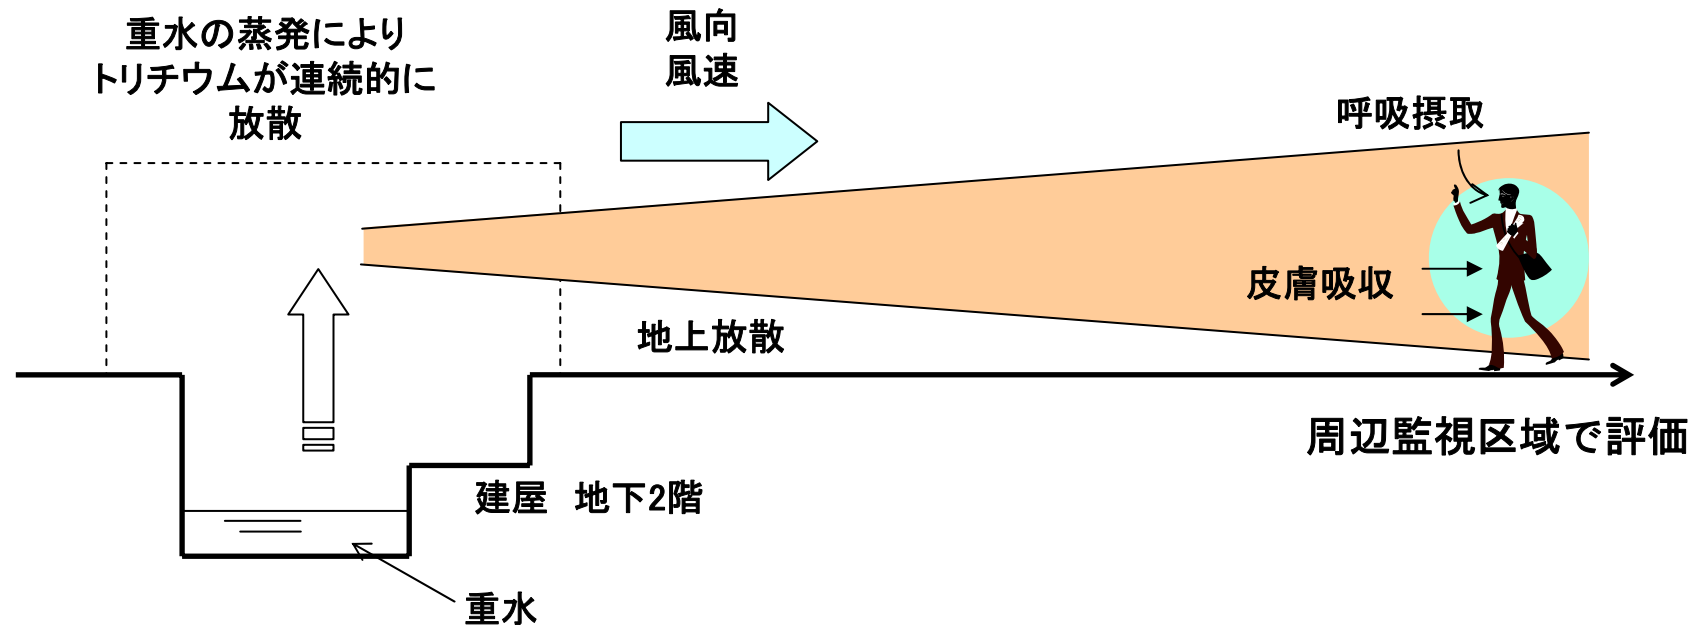 重水の蒸発により
トリチウムが連続的に
放散
風向
風速
呼吸摂取
皮膚吸収
地上放散
周辺監視区域で評価
建屋　地下2階
重水